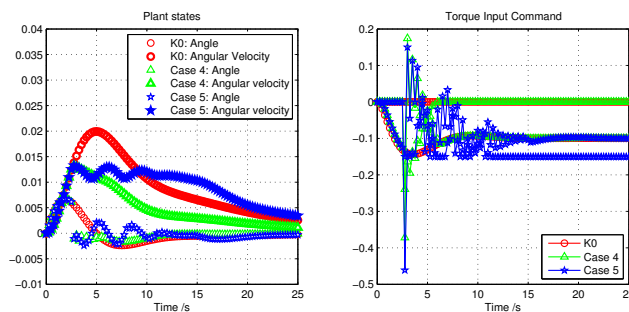 Plant states
0.04
0.035
0.03
0.025
0.02
0.015
0.01
0.005
0
−0.005
−0.01
0 5 10 15 20 25
Time /s
K0: Angle
K0: Angular Velocity
Case 4: Angle
Case 4: Angular velocity
Case 5: Angle
Case 5: Angular velocity
Torque Input Command
0.2
0.1
0
−0.1
−0.2
−0.3
−0.4
−0.5
0 5 10 15 20 25
Time /s
K0
Case 4
Case 5